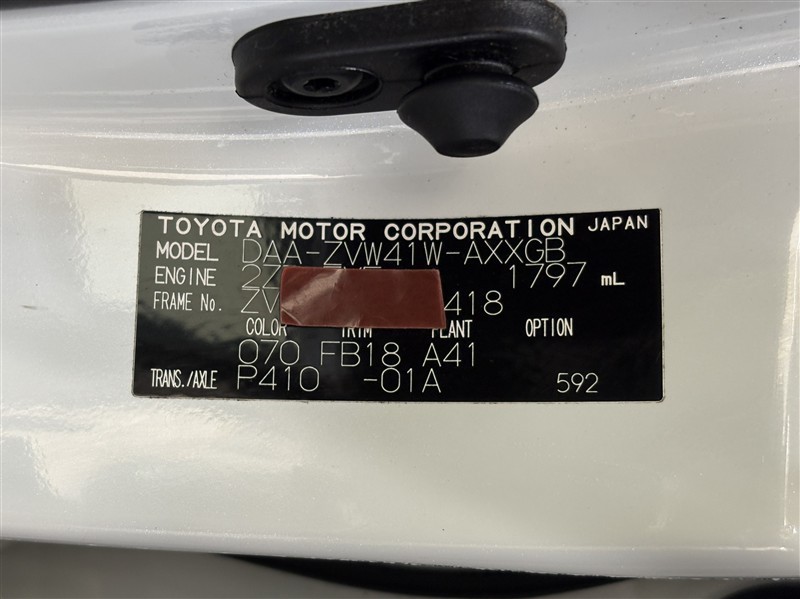 TOYOTA MOTOR CORPORATION JAPAN
MODEL DAA-ZVW41W-AXXGB
ENGINE 1797 mL
FRAME No. ZV 418
COLOR TRIM PLANT OPTION
070 FB18 A41
TRANS./AXLE P410 -01A 592